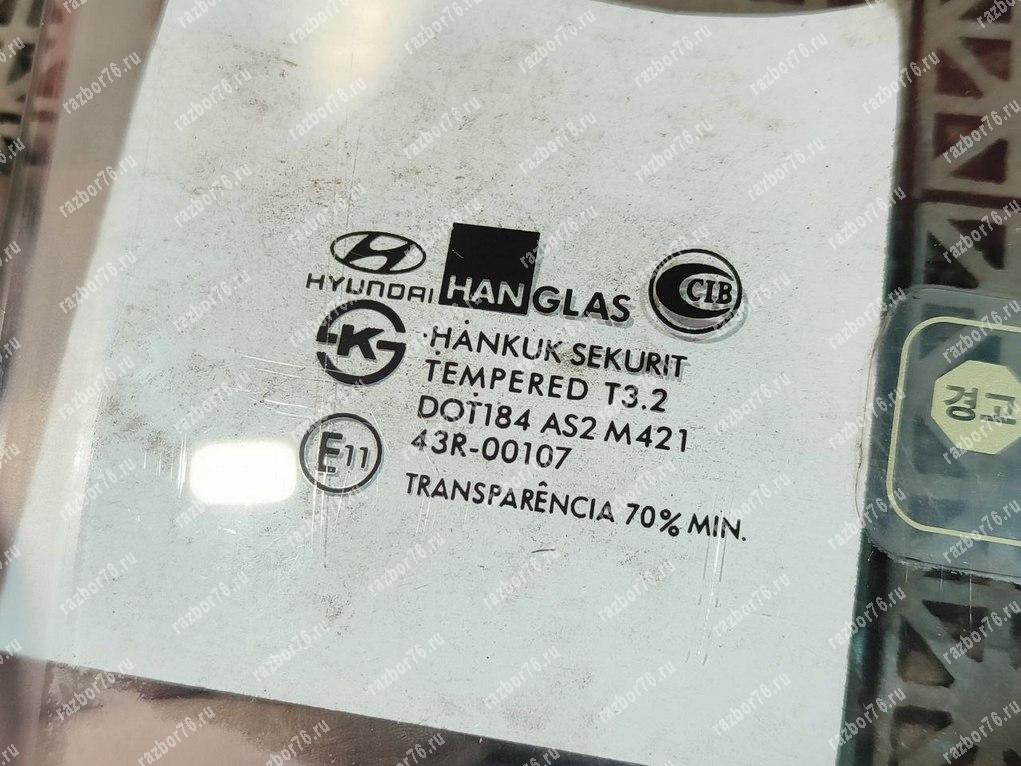 HYUNDAI HANGLAS CIB
K
HANKUK SEKURIT
TEMPERED T3.2
DOT184 AS2 M421
E11 43R-00107
TRANSPARÊNCIA 70% MIN.
경고
razbor76.ru